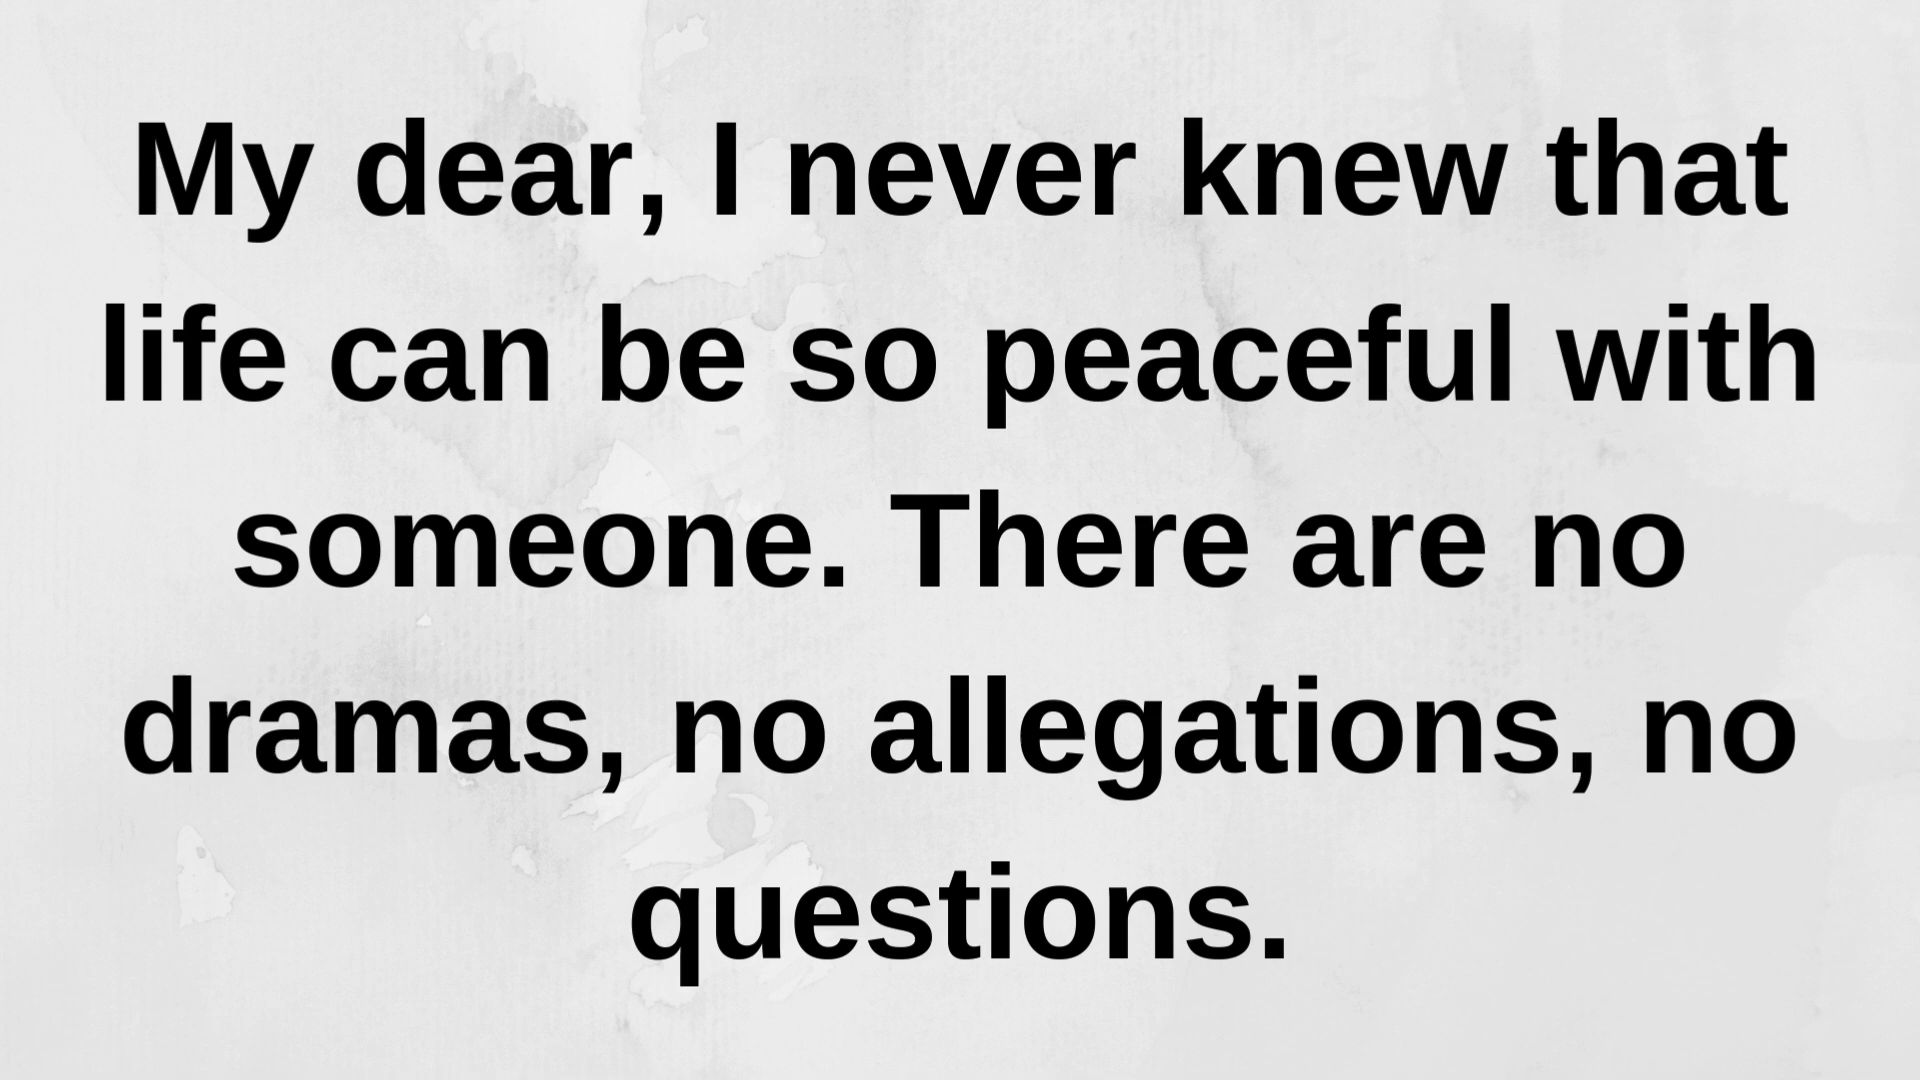 My dear, I never knew that
life can be so peaceful with
someone. There are no
dramas, no allegations, no
questions.